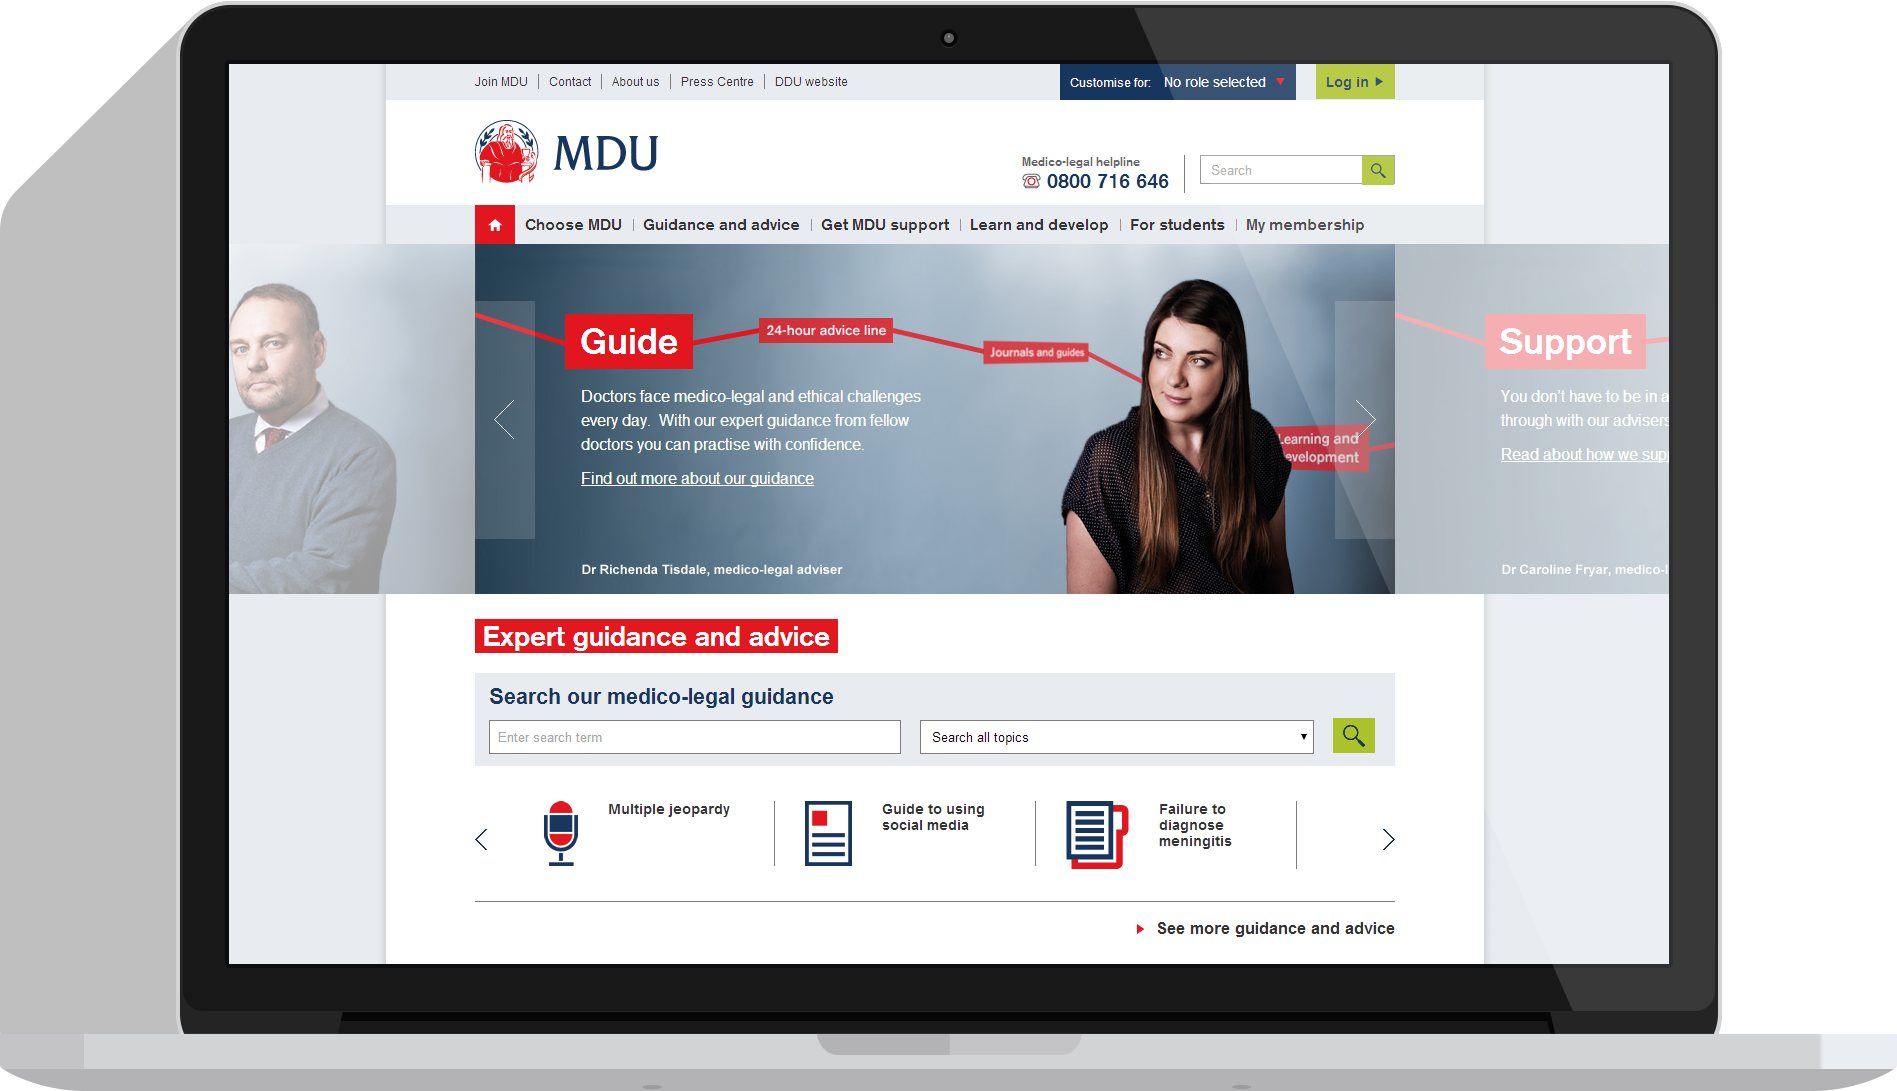 Join MDU
Contact
About us
Press Centre
DDU website
Customise for: No role selected
Log in
MDU
Medico-legal helpline
0800 716 646
Search
Choose MDU
Guidance and advice
Get MDU support
Learn and develop
For students
My membership
Guide
24-hour advice line
Journals and guides
Learning and
evelopment
Doctors face medico-legal and ethical challenges
every day.  With our expert guidance from fellow
doctors you can practise with confidence.
Find out more about our guidance
Dr Richenda Tisdale, medico-legal adviser
Support
You don't have to be in a
through with our advisers
Read about how we supp
Dr Caroline Fryar, medico-l
Expert guidance and advice
Search our medico-legal guidance
Enter search term
Search all topics
Multiple jeopardy
Guide to using
social media
Failure to
diagnose
meningitis
See more guidance and advice